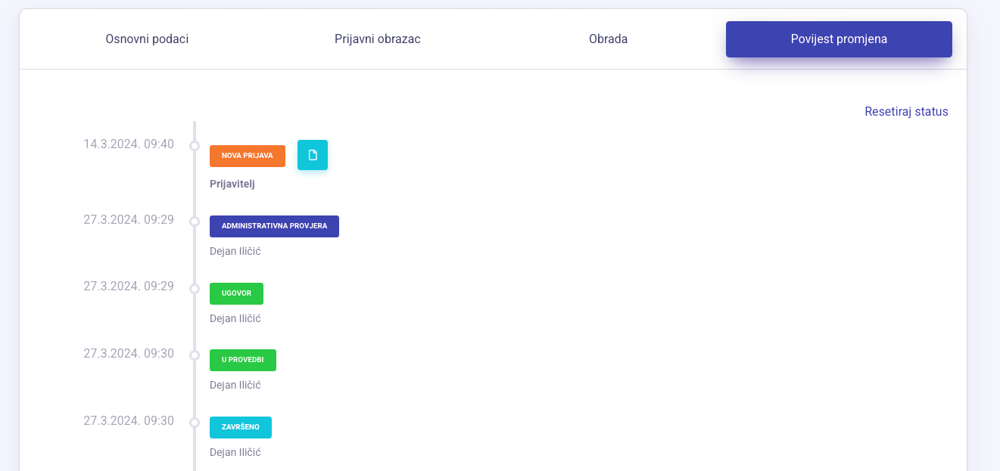 Osnovni podaci
Prijavni obrazac
Obrada
Povijest promjena
Resetiraj status
14.3.2024. 09:40
NOVA PRIJAVA
Prijavitelj
27.3.2024. 09:29
ADMINISTRATIVNA PROVJERA
Dejan Iličić
27.3.2024. 09:29
UGOVOR
Dejan Iličić
27.3.2024. 09:30
U PROVEDBI
Dejan Iličić
27.3.2024. 09:30
ZAVRŠENO
Dejan Iličić